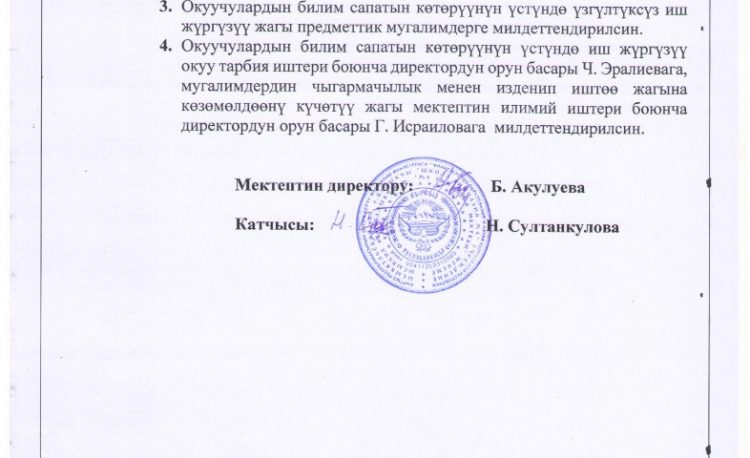 3. Окуучулардын билим сапатын көтөрүүнүн үстүндө үзгүлтүксүз иш
жүргүзүү жагы предметтик мугалимдерге милдеттендирилсин.
4. Окуучулардын билим сапатын көтөрүүнүн үстүндө иш жүргүзүү
окуу тарбия иштери боюнча директордун орун басары Ч. Эралиевага,
мугалимдердин чыгармачылык менен изденип иштөө жагына
көзөмөлдөөнү күчөтүү жагы мектептин илимий иштери боюнча
директордун орун басары Г. Исраиловага милдеттендирилсин.
Мектептин директору: Б. Акулуева
Катчысы: Н. Султанкулова